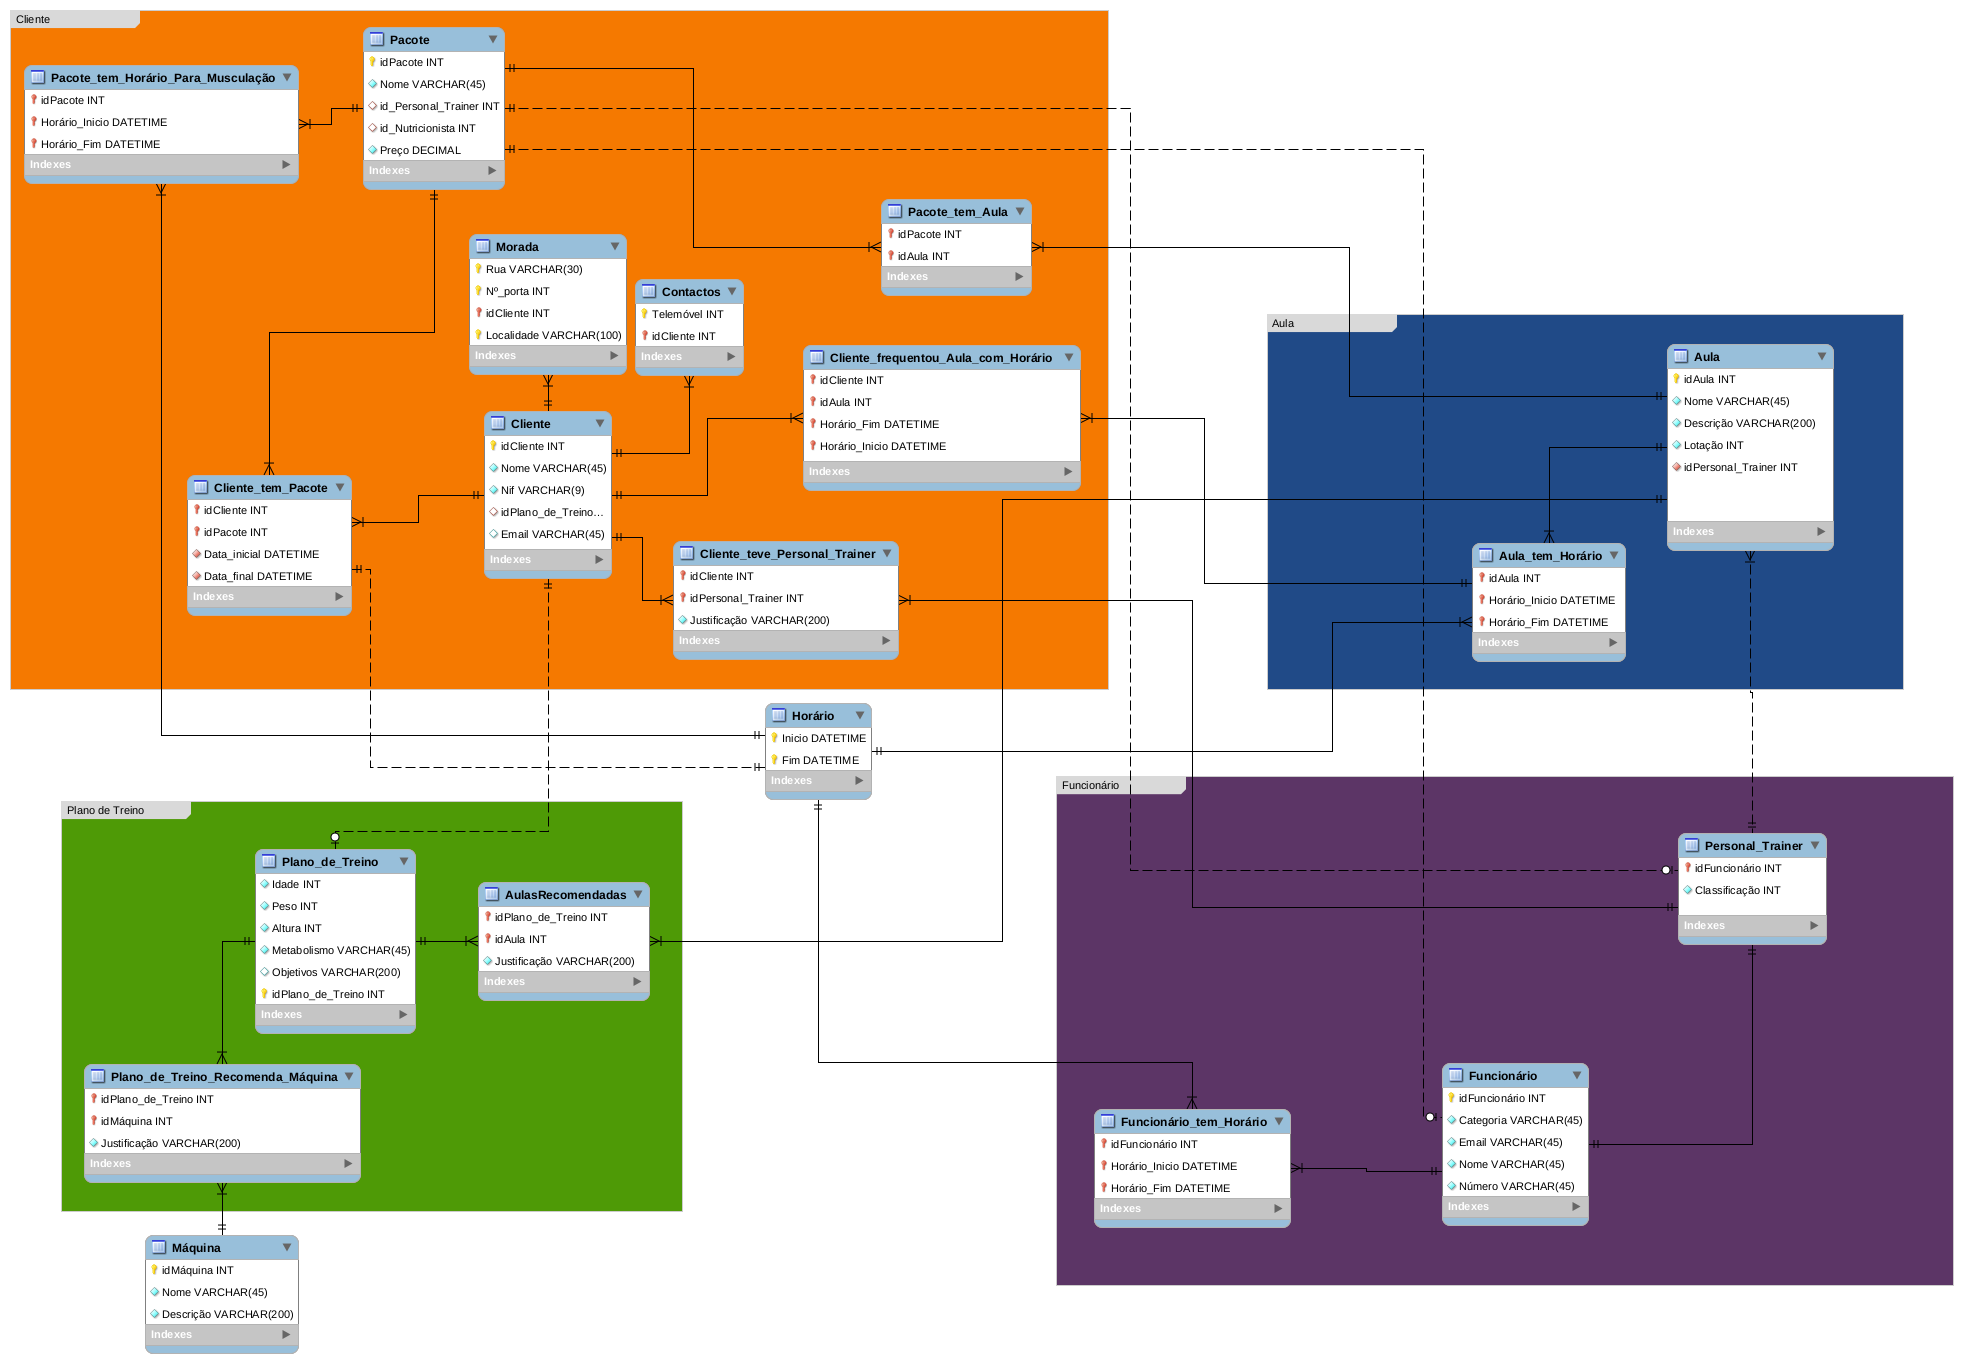 Cliente
Pacote
idPacote INT
Nome VARCHAR(45)
id_Personal_Trainer INT
id_Nutricionista INT
Preço DECIMAL
Indexes
Pacote_tem_Horário_Para_Musculação
idPacote INT
Horário_Inicio DATETIME
Horário_Fim DATETIME
Indexes
Pacote_tem_Aula
idPacote INT
idAula INT
Indexes
Morada
Rua VARCHAR(30)
Nº_porta INT
idCliente INT
Localidade VARCHAR(100)
Indexes
Contactos
Telemóvel INT
idCliente INT
Indexes
Cliente_frequentou_Aula_com_Horário
idCliente INT
idAula INT
Horário_Fim DATETIME
Horário_Inicio DATETIME
Indexes
Cliente
idCliente INT
Nome VARCHAR(45)
Nif VARCHAR(9)
idPlano_de_Treino...
Email VARCHAR(45)
Indexes
Cliente_tem_Pacote
idCliente INT
idPacote INT
Data_inicial DATETIME
Data_final DATETIME
Indexes
Cliente_teve_Personal_Trainer
idCliente INT
idPersonal_Trainer INT
Justificação VARCHAR(200)
Indexes
Aula
Aula
idAula INT
Nome VARCHAR(45)
Descrição VARCHAR(200)
Lotação INT
idPersonal_Trainer INT
Indexes
Aula_tem_Horário
idAula INT
Horário_Inicio DATETIME
Horário_Fim DATETIME
Indexes
Horário
Inicio DATETIME
Fim DATETIME
Indexes
Plano de Treino
Plano_de_Treino
Idade INT
Peso INT
Altura INT
Metabolismo VARCHAR(45)
Objetivos VARCHAR(200)
idPlano_de_Treino INT
Indexes
AulasRecomendadas
idPlano_de_Treino INT
idAula INT
Justificação VARCHAR(200)
Indexes
Plano_de_Treino_Recomenda_Máquina
idPlano_de_Treino INT
idMáquina INT
Justificação VARCHAR(200)
Indexes
Máquina
idMáquina INT
Nome VARCHAR(45)
Descrição VARCHAR(200)
Indexes
Funcionário
Personal_Trainer
idFuncionário INT
Classificação INT
Indexes
Funcionário
idFuncionário INT
Categoria VARCHAR(45)
Email VARCHAR(45)
Nome VARCHAR(45)
Número VARCHAR(45)
Indexes
Funcionário_tem_Horário
idFuncionário INT
Horário_Inicio DATETIME
Horário_Fim DATETIME
Indexes